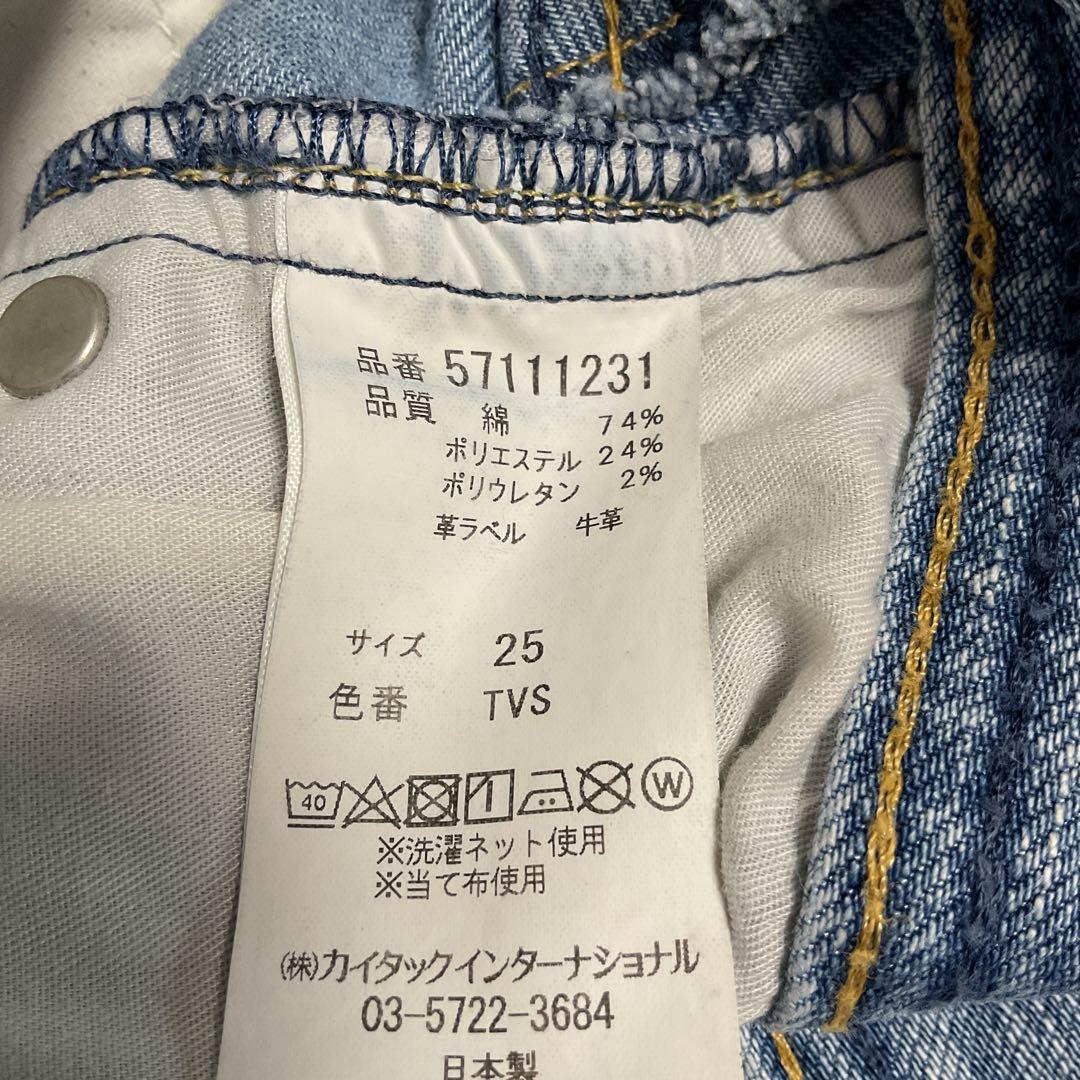 品番 57111231
品質 綿 74%
ポリエステル 24%
ポリウレタン 2%
革ラベル 牛革
サイズ 25
色番 TVS
40 W
※洗濯ネット使用
※当て布使用
(株)カイタックインターナショナル
03-5722-3684
日本製